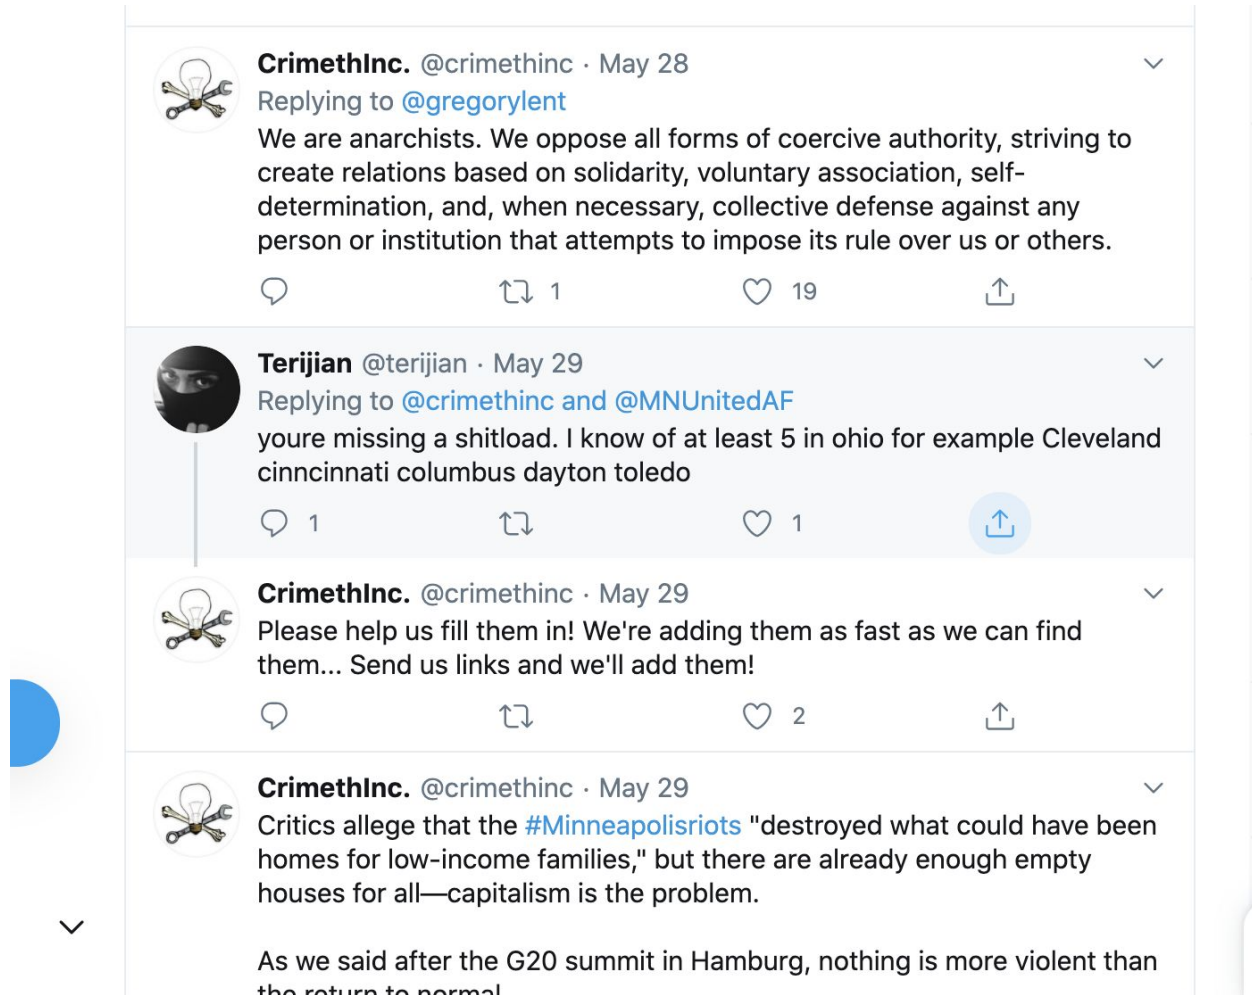 CrimethInc. @crimethinc · May 28
Replying to @gregorylent
We are anarchists. We oppose all forms of coercive authority, striving to
create relations based on solidarity, voluntary association, self-
determination, and, when necessary, collective defense against any
person or institution that attempts to impose its rule over us or others.
1 19
Terijian @terijian · May 29
Replying to @crimethinc and @MNUnitedAF
youre missing a shitload. I know of at least 5 in ohio for example Cleveland
cinncinnati columbus dayton toledo
1 1
CrimethInc. @crimethinc · May 29
Please help us fill them in! We're adding them as fast as we can find
them... Send us links and we'll add them!
2
CrimethInc. @crimethinc · May 29
Critics allege that the #Minneapolisriots "destroyed what could have been
homes for low-income families," but there are already enough empty
houses for all—capitalism is the problem.
As we said after the G20 summit in Hamburg, nothing is more violent than
the return to normal